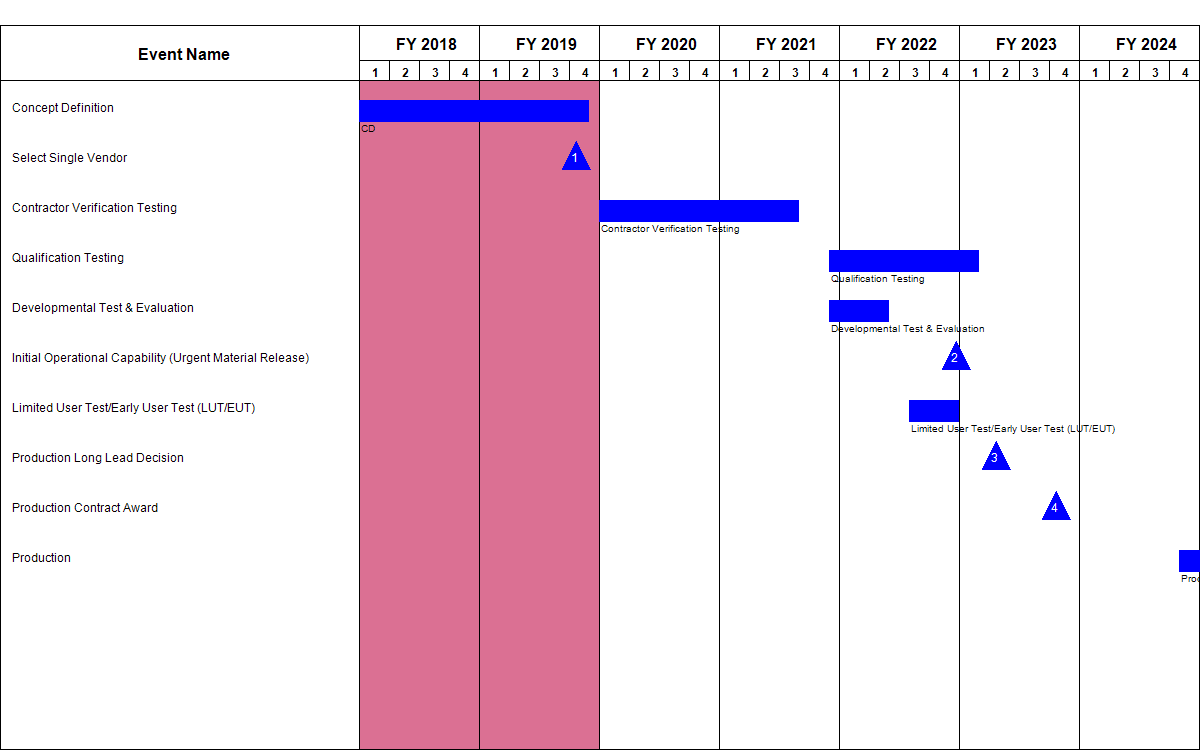 Event Name
FY 2018 FY 2019 FY 2020 FY 2021 FY 2022 FY 2023 FY 2024
1 2 3 4 1 2 3 4 1 2 3 4 1 2 3 4 1 2 3 4 1 2 3 4 1 2 3 4
Concept Definition
CD
Select Single Vendor 1
Contractor Verification Testing
Contractor Verification Testing
Qualification Testing
Qualification Testing
Developmental Test & Evaluation
Developmental Test & Evaluation
Initial Operational Capability (Urgent Material Release) 2
Limited User Test/Early User Test (LUT/EUT)
Limited User Test/Early User Test (LUT/EUT)
Production Long Lead Decision 3
Production Contract Award 4
Production